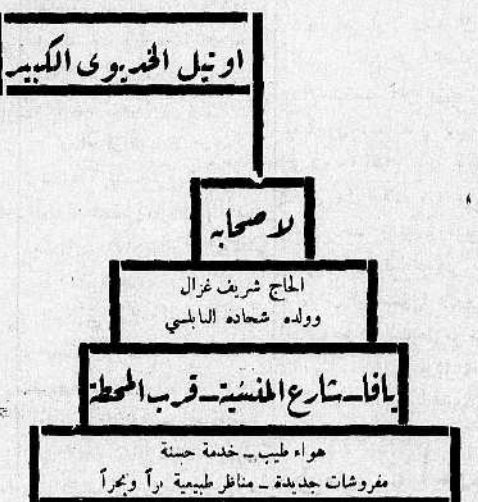 اوتيل الخديوى الكبير
لاصحابه
الحاج شريف غزال
وولده شحاده النابلسي
يافا ـ شارع المنشية ـ قرب المحطة
هواء طيب ـ خدمة حسنة
مفروشات جديدة ـ مناظر طبيعية براً وبحراً